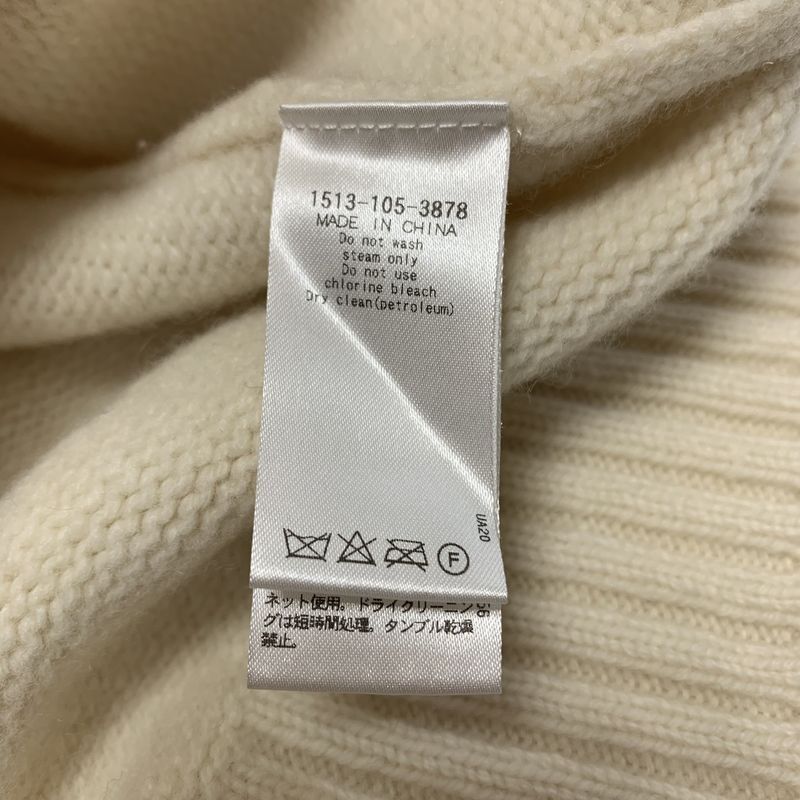 1513-105-3878
MADE IN CHINA
Do not wash
steam only
Do not use
chlorine bleach
Dry clean(petroleum)
UA20
F
ネット使用。ドライクリーニン
グは短時間処理。タンブル乾燥
禁止。
56